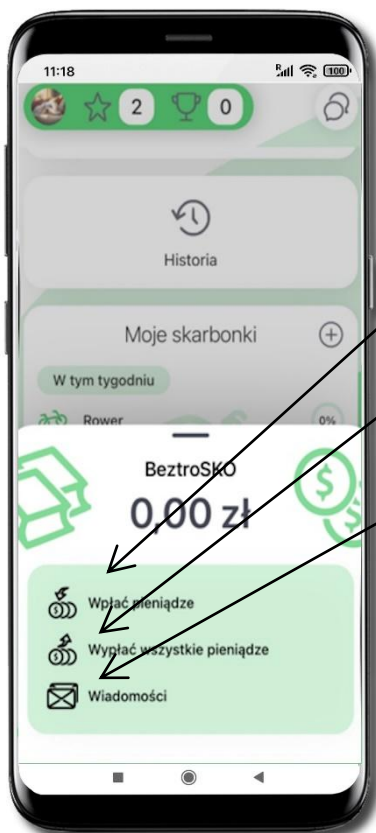 11:18
R 100
2 0
Historia
Moje skarbonki
W tym tygodniu
Rower 0%
BeztroSKO
0,00 zł
Wpłać pieniądze
Wypłać wszystkie pieniądze
Wiadomości